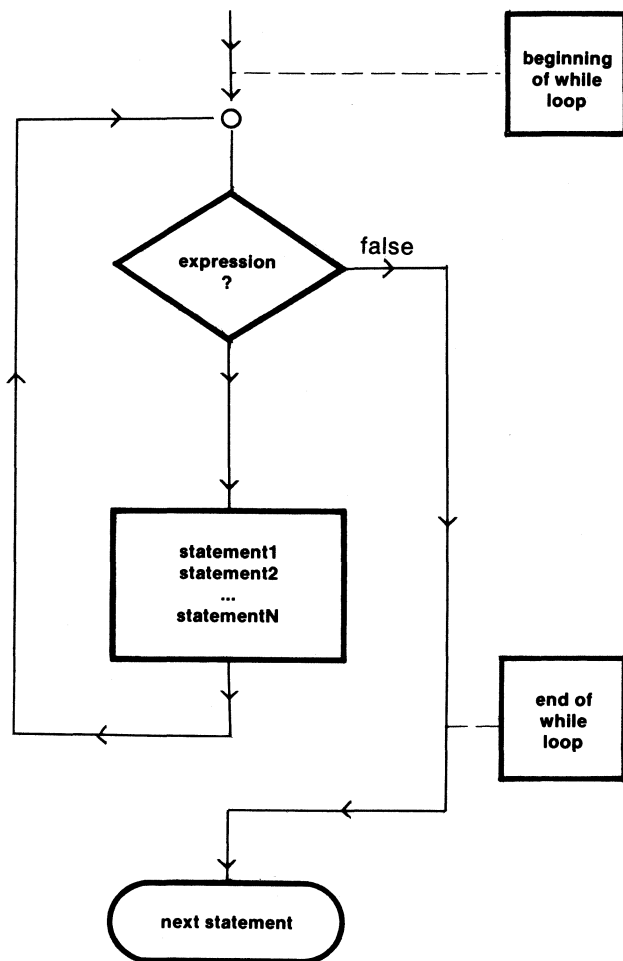 beginning
of while
loop
expression
?
false
statement1
statement2
...
statementN
end of
while
loop
next statement